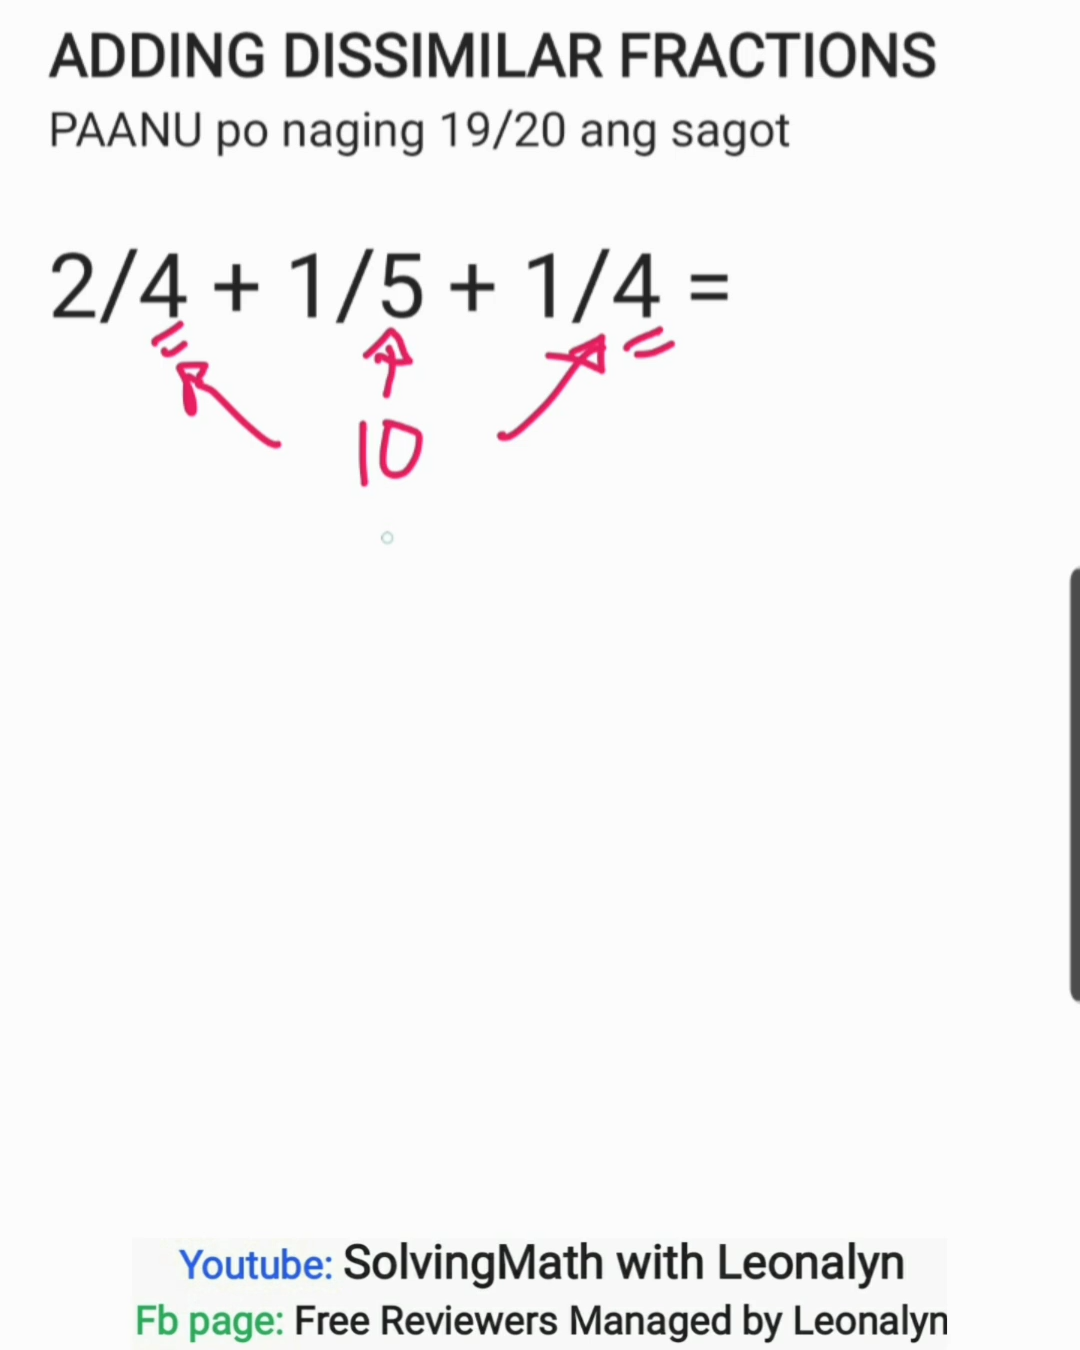 ADDING DISSIMILAR FRACTIONS
PAANU po naging 19/20 ang sagot
2/4 + 1/5 + 1/4 =
10
Youtube: SolvingMath with Leonalyn
Fb page: Free Reviewers Managed by Leonalyn